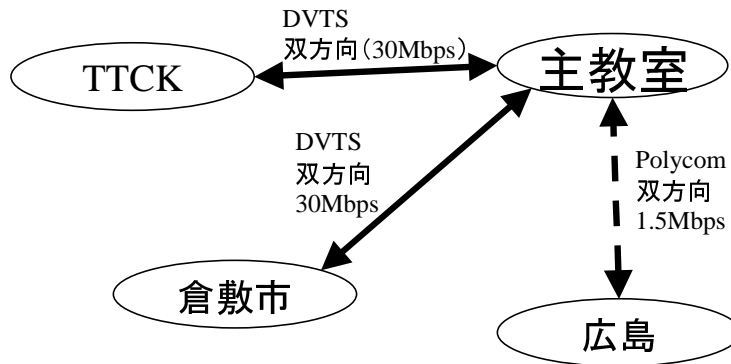 DVTS
双方向(30Mbps)
TTCK
主教室
DVTS
双方向
30Mbps
Polycom
双方向
1.5Mbps
倉敷市
広島